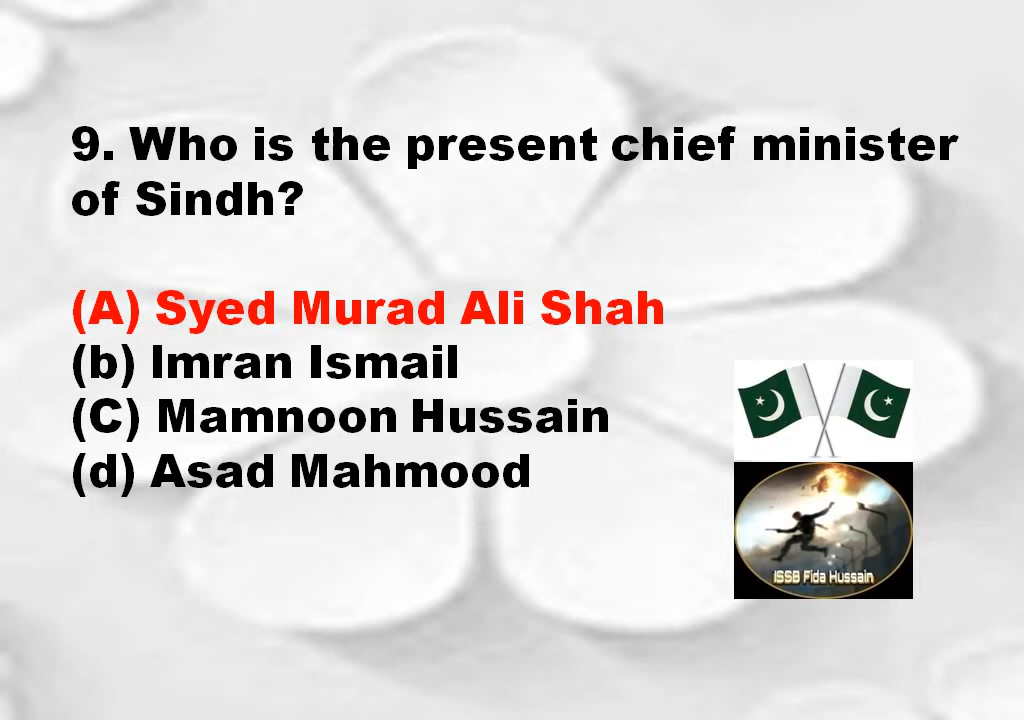 9. Who is the present chief minister
of Sindh?
(A) Syed Murad Ali Shah
(b) Imran Ismail
(C) Mamnoon Hussain
(d) Asad Mahmood
ISSB Fida Hussain